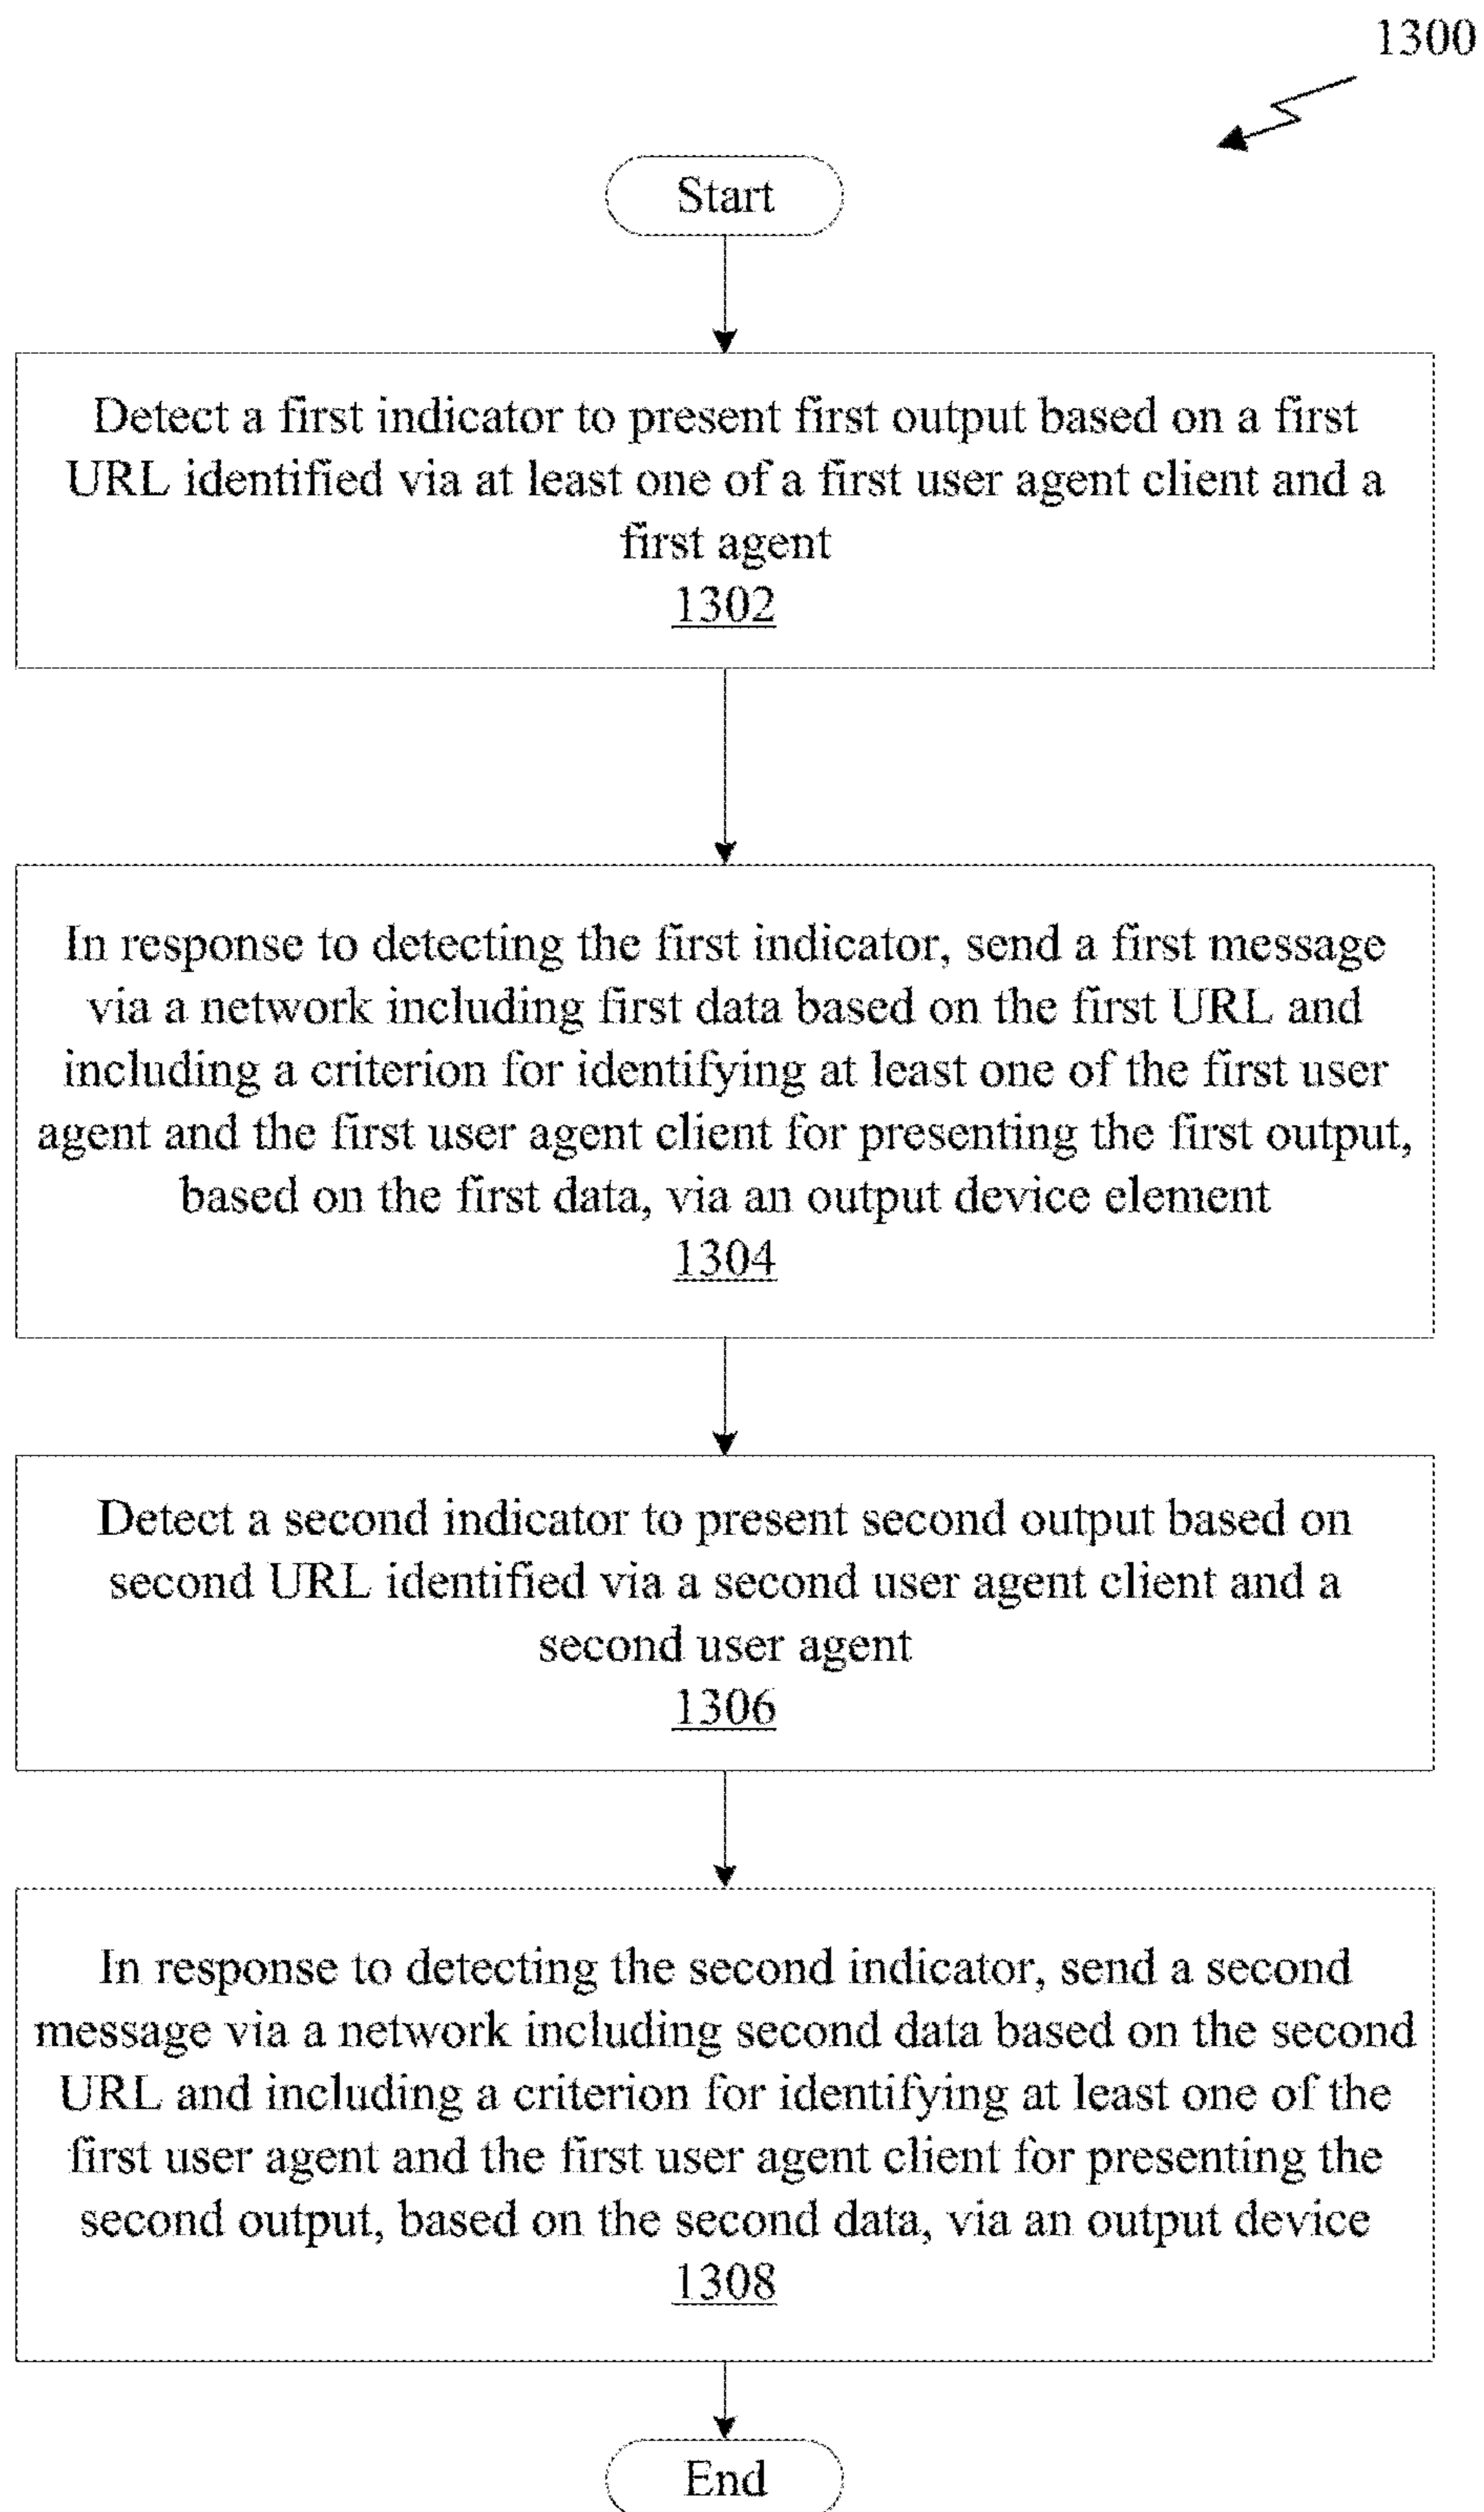 1300
Start
Detect a first indicator to present first output based on a first
URL identified via at least one of a first user agent client and a
first agent
1302
In response to detecting the first indicator, send a first message
via a network including first data based on the first URL and
including a criterion for identifying at least one of the first user
agent and the first user agent client for presenting the first output,
based on the first data, via an output device element
1304
Detect a second indicator to present second output based on
second URL identified via a second user agent client and a
second user agent
1306
In response to detecting the second indicator, send a second
message via a network including second data based on the second
URL and including a criterion for identifying at least one of the
first user agent and the first user agent client for presenting the
second output, based on the second data, via an output device
1308
End